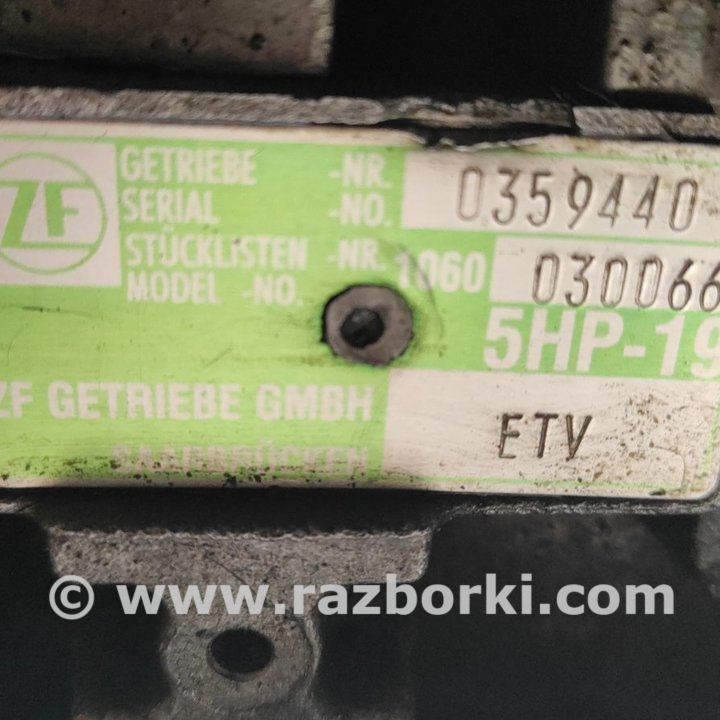 ZF
GETRIEBE -NR. 0359440
SERIAL -NO.
STÜCKLISTEN -NR. 1060 030066
MODEL -NO.
5HP-19
ZF GETRIEBE GMBH ETV
SAARBRÜCKEN
© www.razborki.com